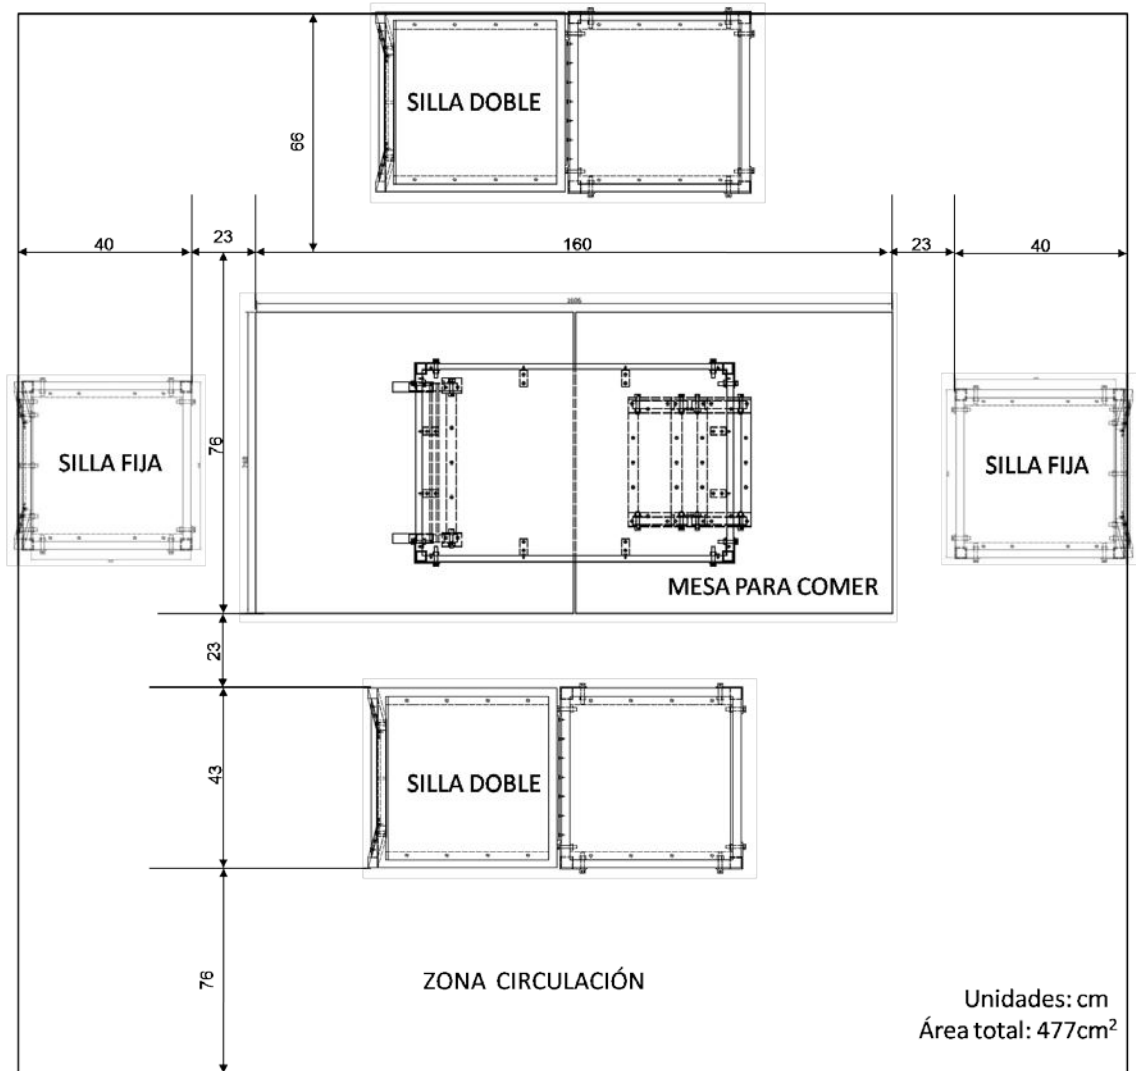 SILLA DOBLE
66
40
23
160
23
40
1606
76
SILLA FIJA
SILLA FIJA
MESA PARA COMER
23
43
SILLA DOBLE
76
ZONA CIRCULACIÓN
Unidades: cm
Área total: 477cm²